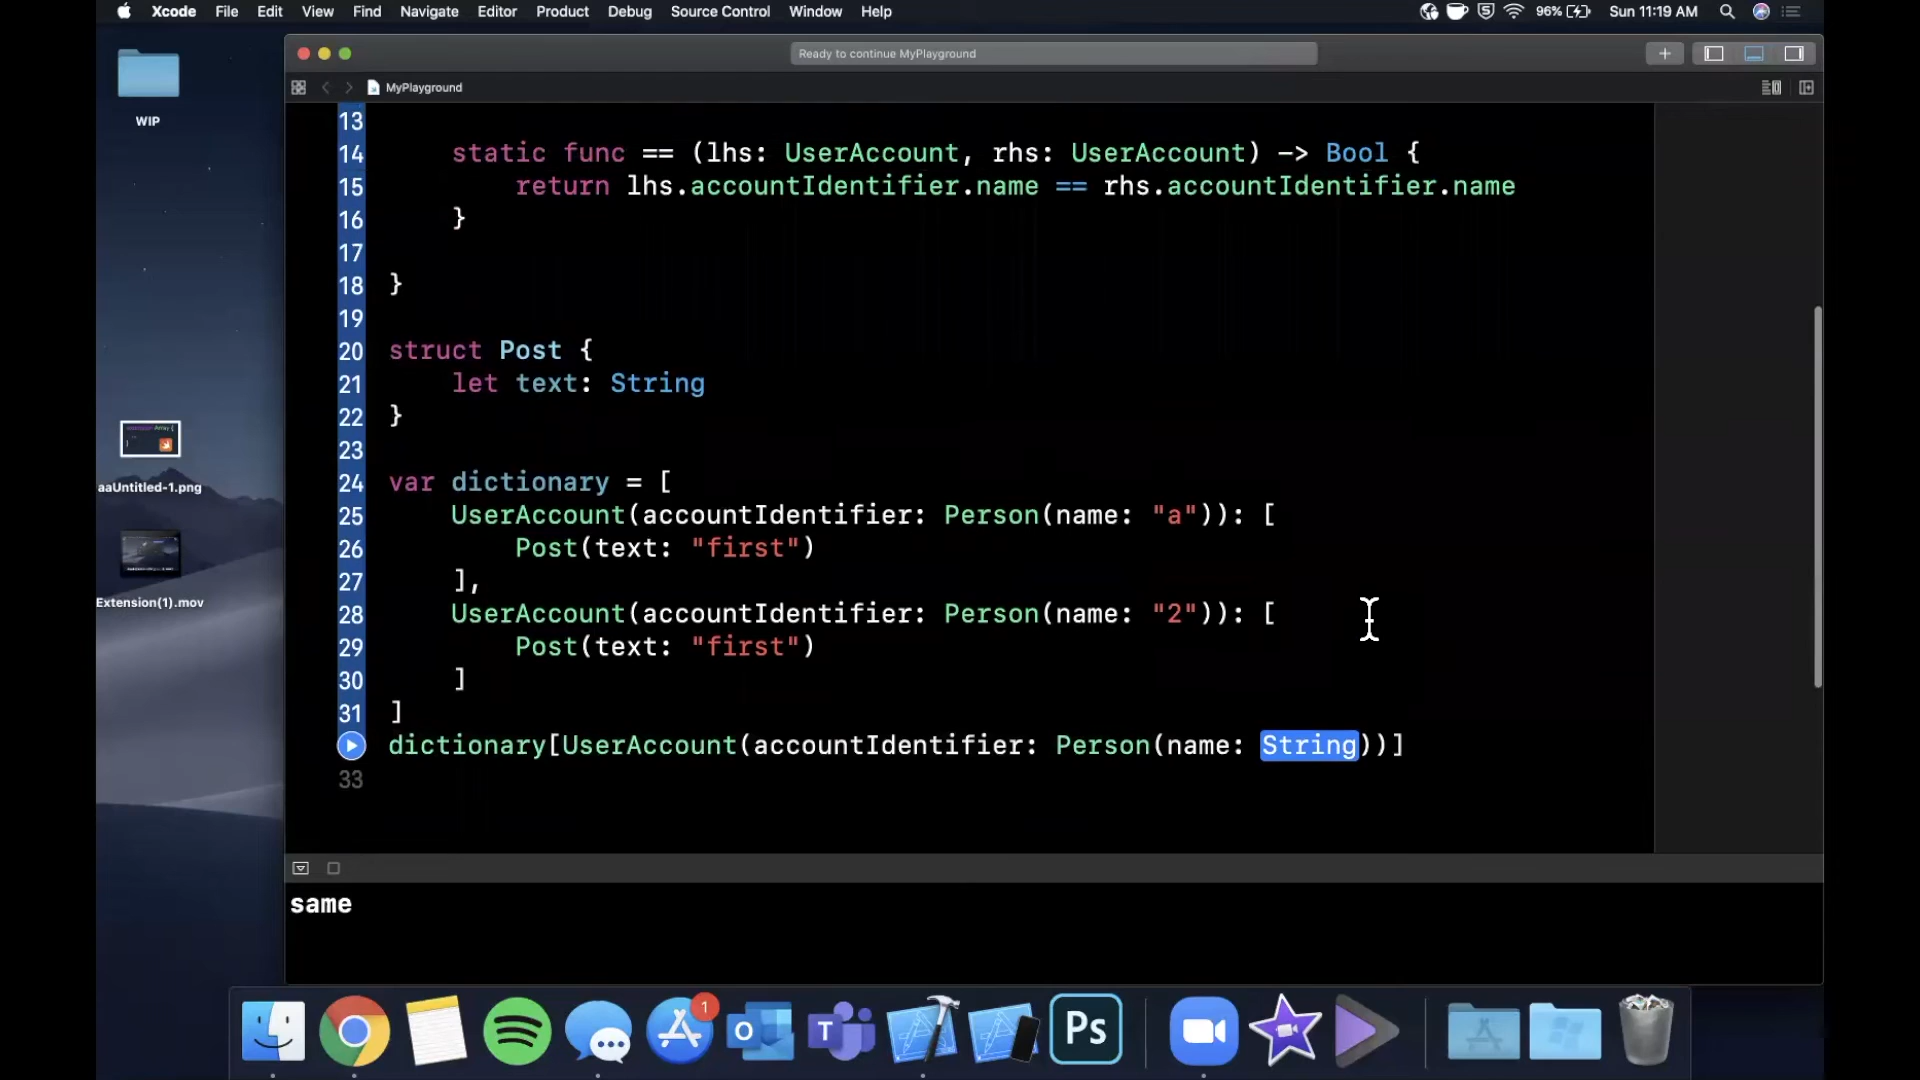 Xcode File Edit View Find Navigate Editor Product Debug Source Control Window Help 96% Sun 11:19 AM
Ready to continue MyPlayground
MyPlayground
WIP
aaUntitled-1.png
Extension(1).mov
13
14 static func == (lhs: UserAccount, rhs: UserAccount) -> Bool {
15 return lhs.accountIdentifier.name == rhs.accountIdentifier.name
16 }
17
18 }
19
20 struct Post {
21 let text: String
22 }
23
24 var dictionary = [
25 UserAccount(accountIdentifier: Person(name: "a")): [
26 Post(text: "first")
27 ],
28 UserAccount(accountIdentifier: Person(name: "2")): [
29 Post(text: "first")
30 ]
31 ]
dictionary[UserAccount(accountIdentifier: Person(name: String))]
33
same
1
Ps